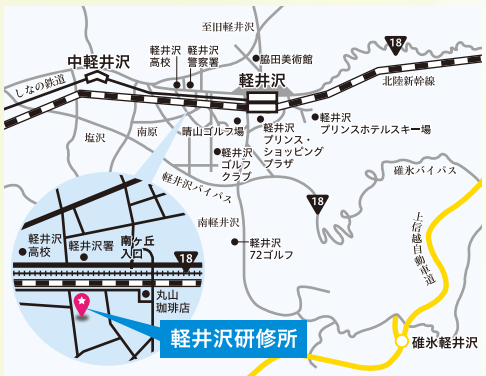 至旧軽井沢
18
中軽井沢
軽井沢
高校
軽井沢
警察署
脇田美術館
軽井沢
しなの鉄道
北陸新幹線
塩沢
南原
晴山ゴルフ場
軽井沢
プリンス・
ショッピング
プラザ
軽井沢
プリンスホテルスキー場
軽井沢
ゴルフ
クラブ
軽井沢バイパス
碓氷バイパス
18
南軽井沢
上信越自動車道
軽井沢
72ゴルフ
軽井沢
高校
軽井沢署
南ヶ丘
入口
18
丸山
珈琲店
軽井沢研修所
碓氷軽井沢